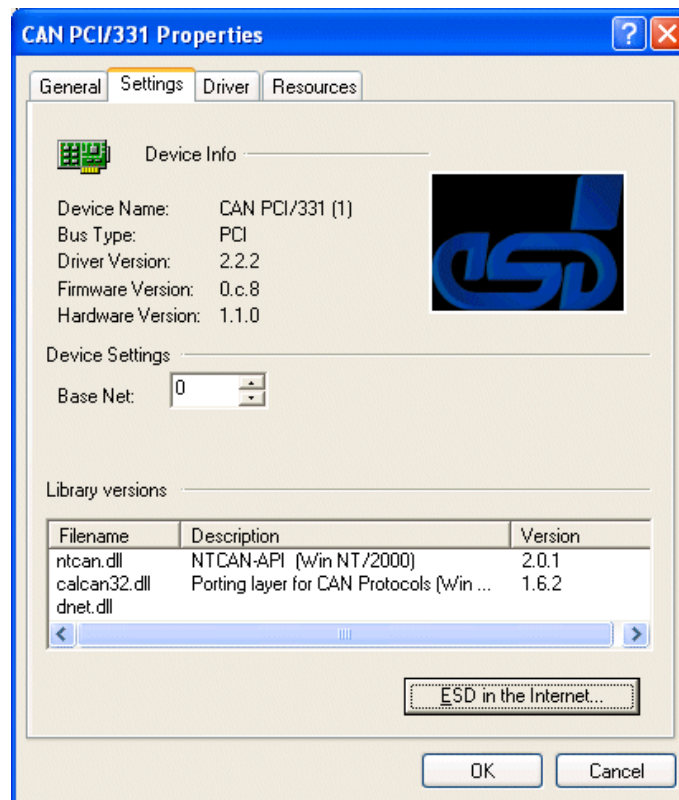 CAN PCI/331 Properties
General Settings Driver Resources
Device Info
Device Name: CAN PCI/331 (1)
Bus Type: PCI
Driver Version: 2.2.2
Firmware Version: 0.c.8
Hardware Version: 1.1.0
esd
Device Settings
Base Net: 0
Library versions
Filename Description Version
ntcan.dll NTCAN-API (Win NT/2000) 2.0.1
calcan32.dll Porting layer for CAN Protocols (Win ... 1.6.2
dnet.dll
ESD in the Internet...
OK Cancel